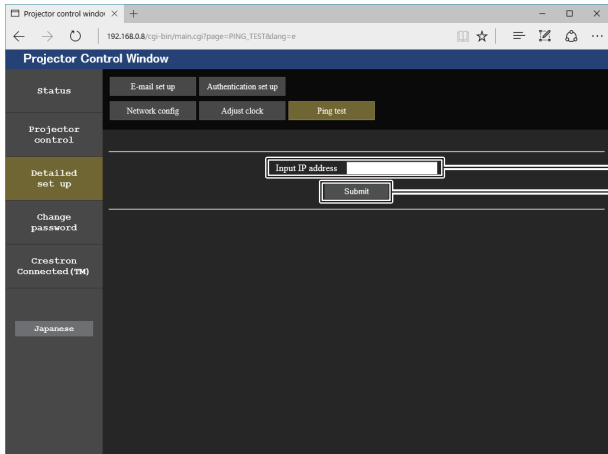 Projector control windo
192.168.0.8/cgi-bin/main.cgi?page=PING_TEST&lang=e
Projector Control Window
Status
Projector
control
Detailed
set up
Change
password
Crestron
Connected(TM)
Japanese
E-mail set up
Authentication set up
Network config
Adjust clock
Ping test
Input IP address
Submit